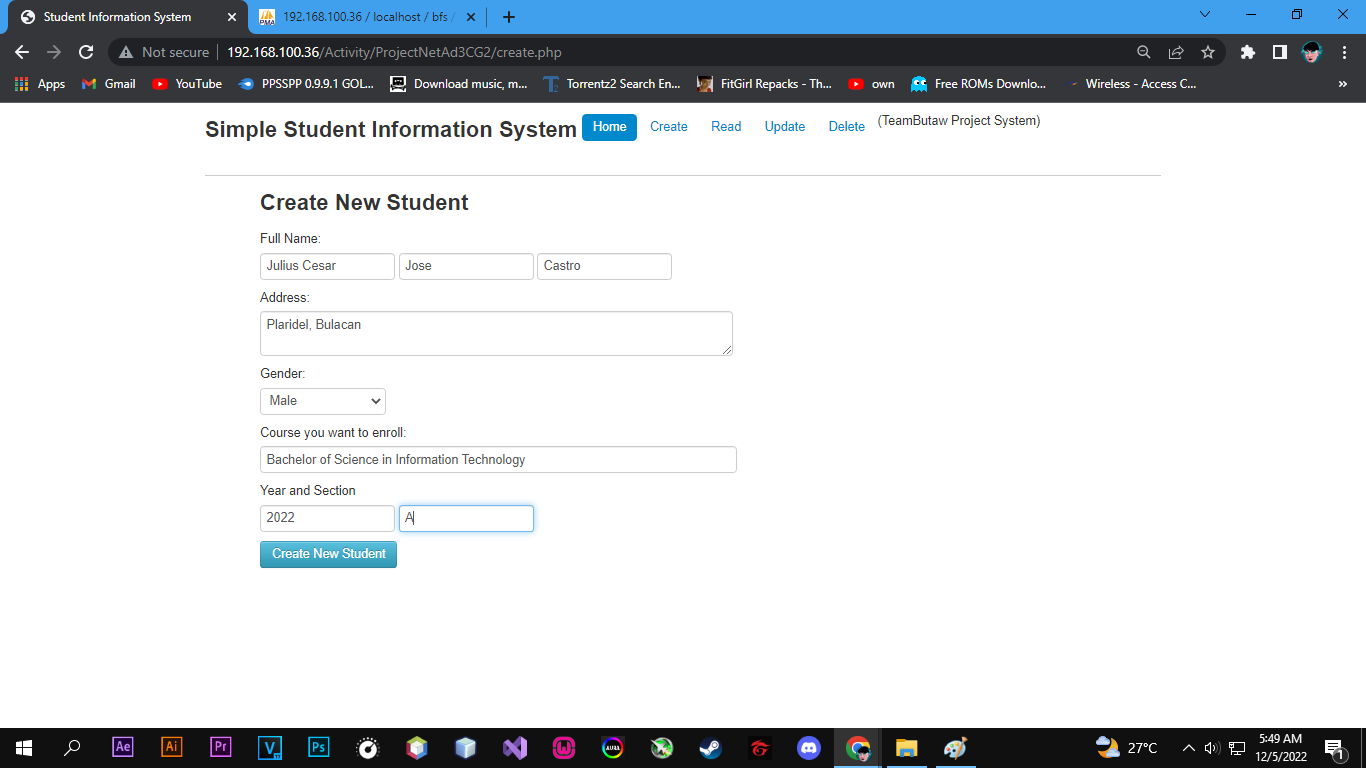 Student Information System
192.168.100.36 / localhost / bfs /
Not secure 192.168.100.36/Activity/ProjectNetAd3CG2/create.php
Apps Gmail YouTube PPSSPP 0.9.9.1 GOL... Download music, m... Torrentz2 Search En... FitGirl Repacks - Th... own Free ROMs Downlo... Wireless - Access C... »
Simple Student Information System Home Create Read Update Delete (TeamButaw Project System)
Create New Student
Full Name:
Julius Cesar Jose Castro
Address:
Plaridel, Bulacan
Gender:
Male
Course you want to enroll:
Bachelor of Science in Information Technology
Year and Section
2022 A
Create New Student
Ae Ai Pr V Ps AURA 27°C 5:49 AM
12/5/2022 1